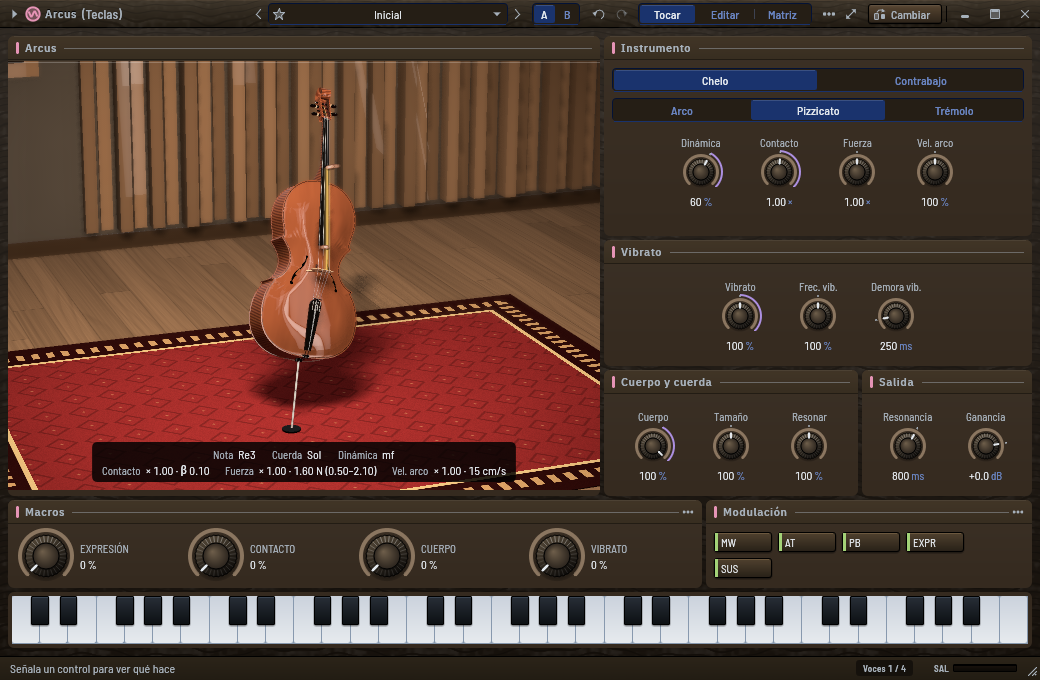 Arcus (Teclas)
Inicial
A B
Tocar Editar Matriz
Cambiar
Arcus
Nota Re3 Cuerda Sol Dinámica mf
Contacto × 1.00 · β 0.10 Fuerza × 1.00 · 1.60 N (0.50–2.10) Vel. arco × 1.00 · 15 cm/s
Instrumento
Chelo Contrabajo
Arco Pizzicato Trémolo
Dinámica Contacto Fuerza Vel. arco
60 % 1.00 × 1.00 × 100 %
Vibrato
Vibrato Frec. vib. Demora vib.
100 % 100 % 250 ms
Cuerpo y cuerda
Cuerpo Tamaño Resonar
100 % 100 % 100 %
Salida
Resonancia Ganancia
800 ms +0.0 dB
Macros
EXPRESIÓN CONTACTO CUERPO VIBRATO
0 % 0 % 0 % 0 %
Modulación
MW AT PB EXPR
SUS
Señala un control para ver qué hace
Voces 1 / 4 SAL